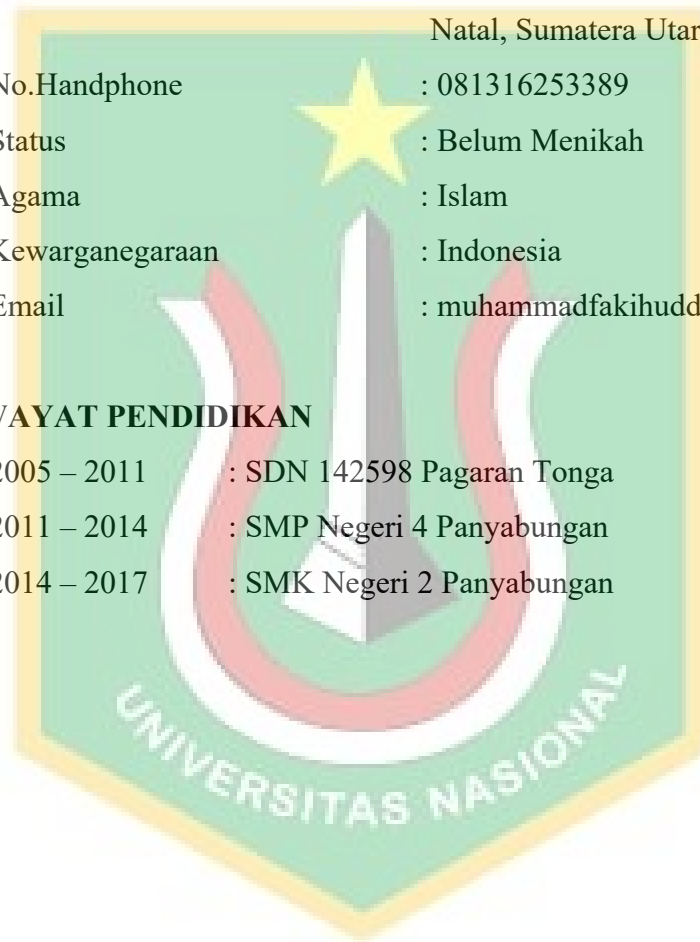 Natal, Sumatera Utar
No.Handphone : 081316253389
Status : Belum Menikah
Agama : Islam
Kewarganegaraan : Indonesia
Email : muhammadfakihudd
WAYAT PENDIDIKAN
2005 – 2011 : SDN 142598 Pagaran Tonga
2011 – 2014 : SMP Negeri 4 Panyabungan
2014 – 2017 : SMK Negeri 2 Panyabungan
UNIVERSITAS NASIONAL